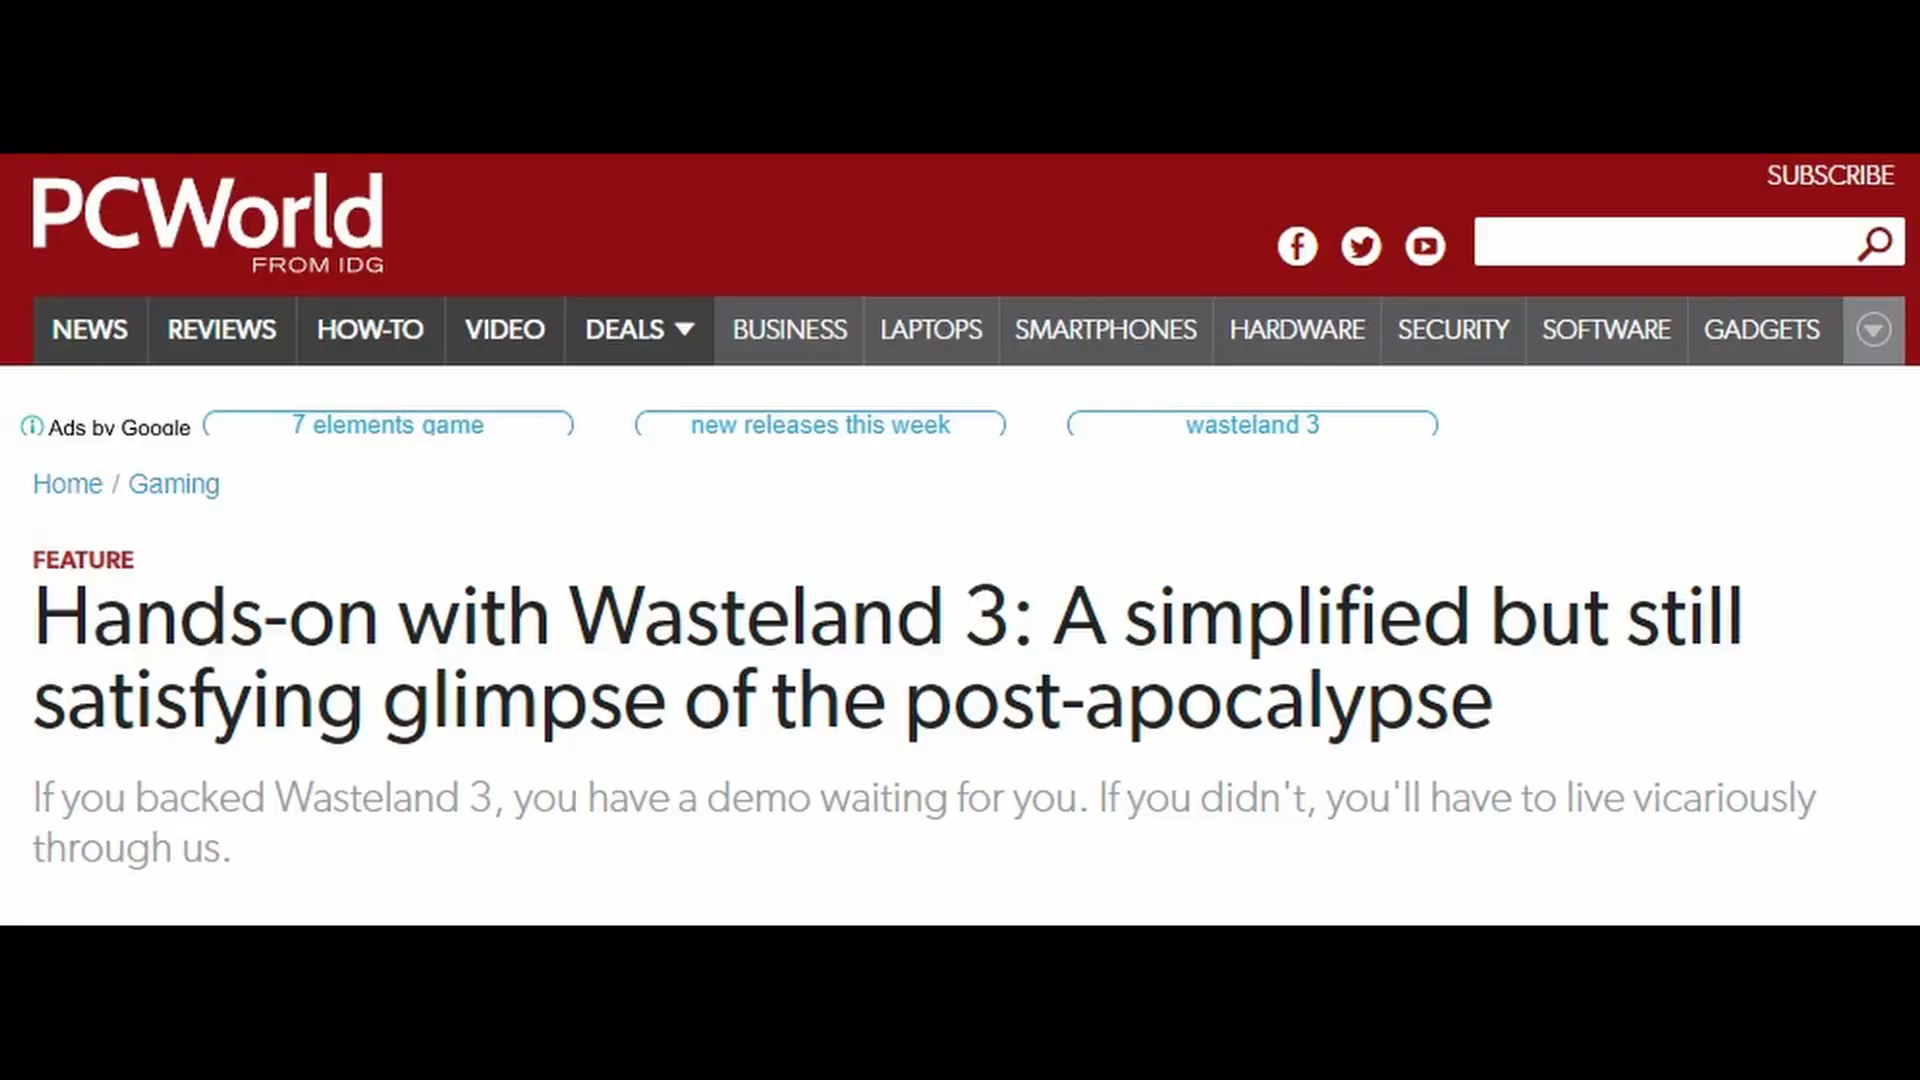 SUBSCRIBE
PCWorld
FROM IDG
NEWS REVIEWS HOW-TO VIDEO DEALS BUSINESS LAPTOPS SMARTPHONES HARDWARE SECURITY SOFTWARE GADGETS
Ads by Google 7 elements game new releases this week wasteland 3
Home / Gaming
FEATURE
Hands-on with Wasteland 3: A simplified but still
satisfying glimpse of the post-apocalypse
If you backed Wasteland 3, you have a demo waiting for you. If you didn't, you'll have to live vicariously
through us.